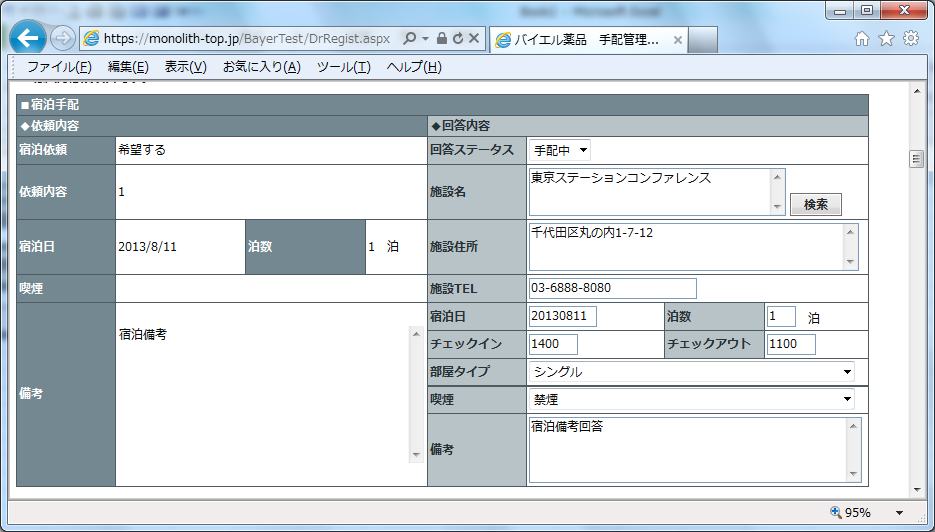 https://monolith-top.jp/BayerTest/DrRegist.aspx
バイエル薬品　手配管理...
ファイル(F) 編集(E) 表示(V) お気に入り(A) ツール(T) ヘルプ(H)
■宿泊手配
◆依頼内容 ◆回答内容
宿泊依頼 希望する 回答ステータス 手配中
依頼内容 1 施設名 東京ステーションコンファレンス 検索
宿泊日 2013/8/11 泊数 1 泊 施設住所 千代田区丸の内1-7-12
喫煙 施設TEL 03-6888-8080
宿泊日 20130811 泊数 1 泊
チェックイン 1400 チェックアウト 1100
部屋タイプ シングル
喫煙 禁煙
備考 宿泊備考 備考 宿泊備考回答
95%